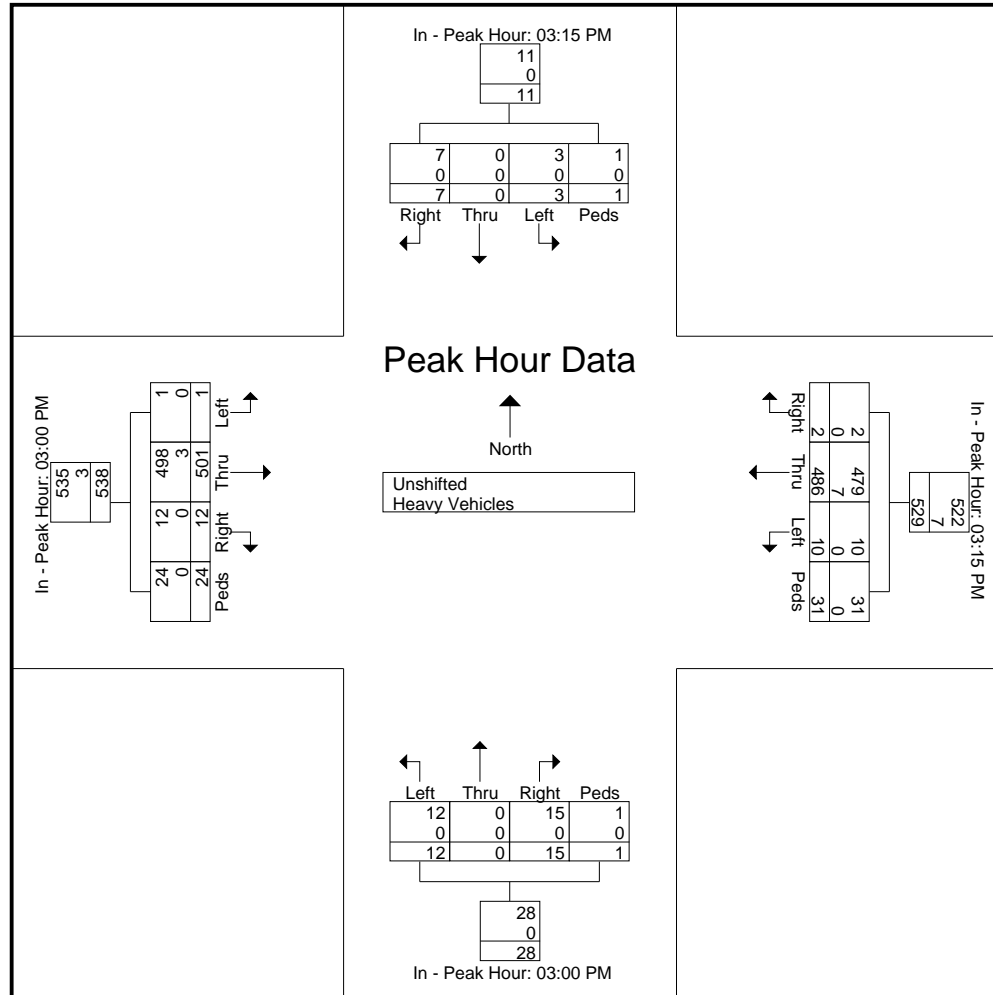 In - Peak Hour: 03:15 PM
11
0
11
7 0 3 1
0 0 0 0
7 0 3 1
Right Thru Left Peds
Peak Hour Data
North
Unshifted
Heavy Vehicles
In - Peak Hour: 03:00 PM
535
3
538
1 498 12 24
0 3 0 0
1 501 12 24
Left Thru Right Peds
In - Peak Hour: 03:15 PM
522
7
529
2 479 10 31
0 7 0 0
2 486 10 31
Right Thru Left Peds
Left Thru Right Peds
12 0 15 1
0 0 0 0
12 0 15 1
28
0
28
In - Peak Hour: 03:00 PM